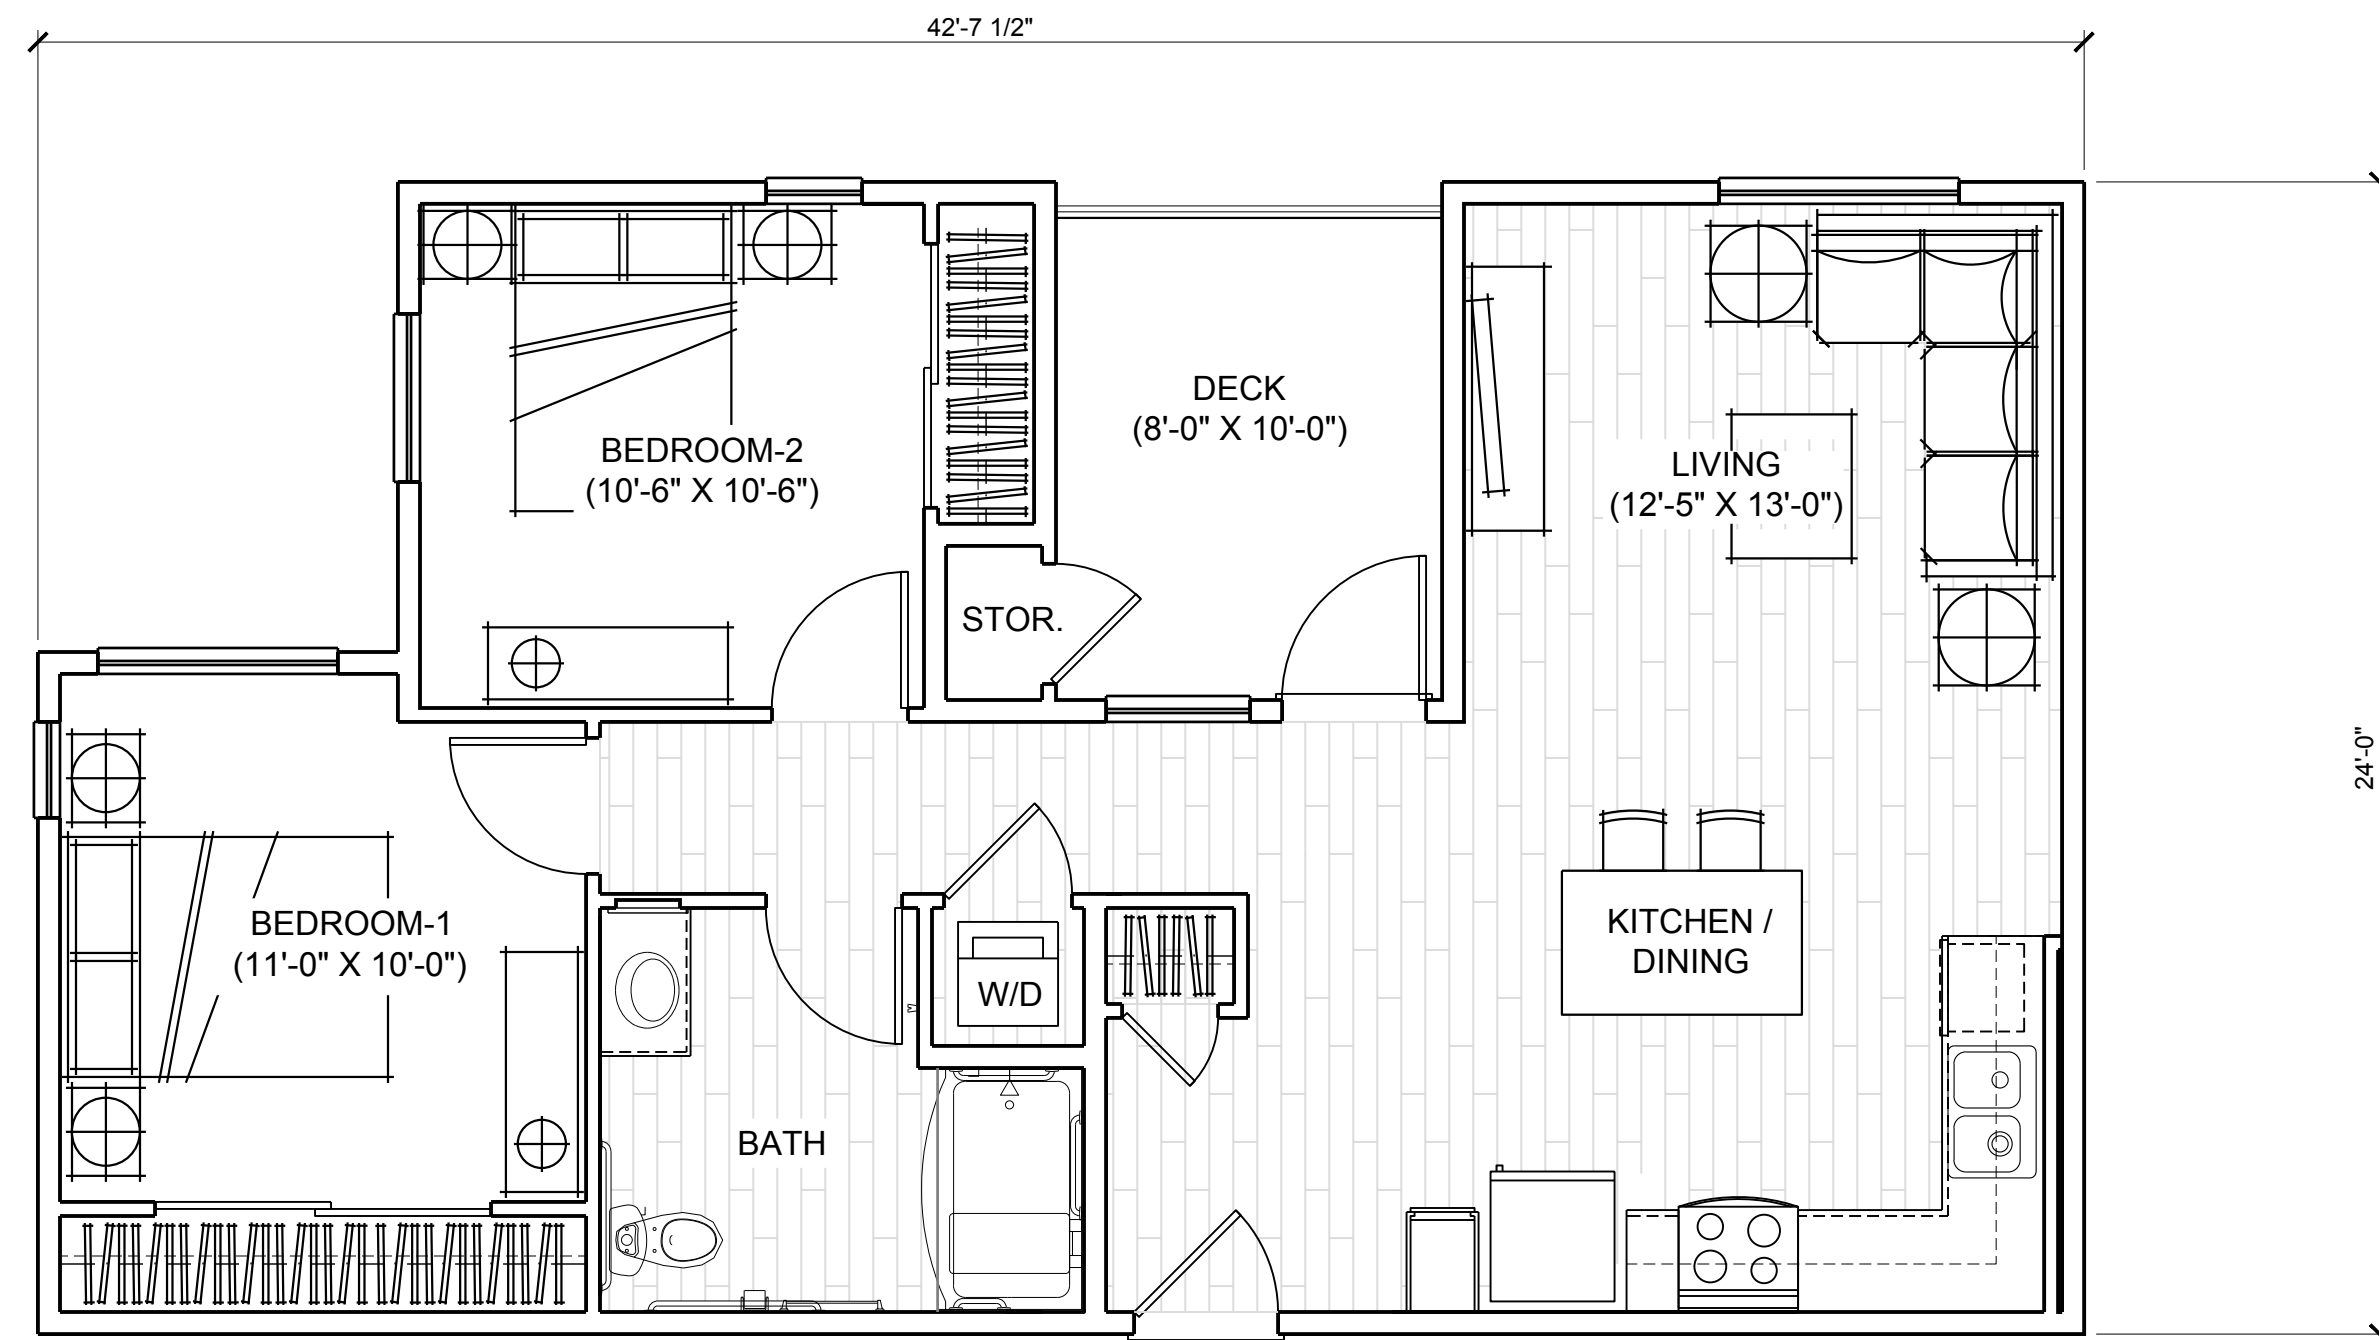 42'-7 1/2"
BEDROOM-2
(10'-6" X 10'-6")
DECK
(8'-0" X 10'-0")
LIVING
(12'-5" X 13'-0")
STOR.
24'-0"
BEDROOM-1
(11'-0" X 10'-0")
KITCHEN /
DINING
W/D
BATH